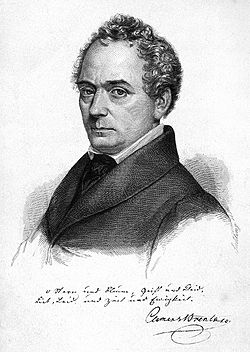 O Stern und Blume, Geist und Kleid,
Lieb, Leid und Zeit und Ewigkeit.
Clemens Brentano